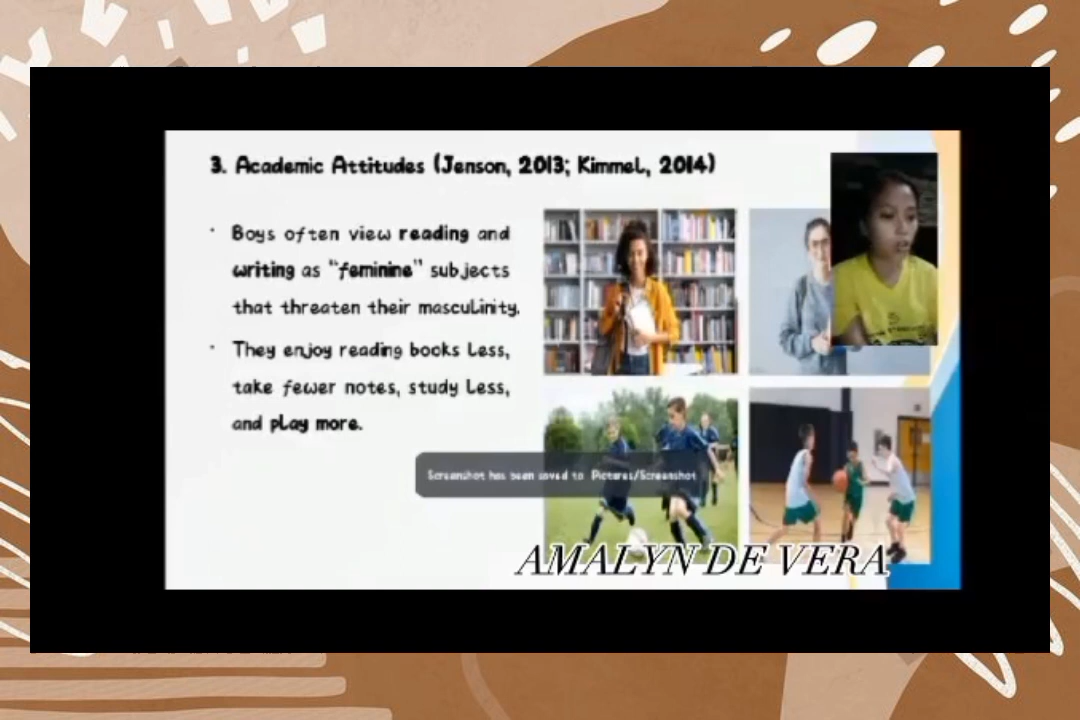 3. Academic Attitudes (Jenson, 2013; Kimmel, 2014)
• Boys often view reading and
writing as "feminine" subjects
that threaten their masculinity.
• They enjoy reading books less,
take fewer notes, study less,
and play more.
Screenshot has been saved to Pictures/Screenshot
AMALYN DE VERA